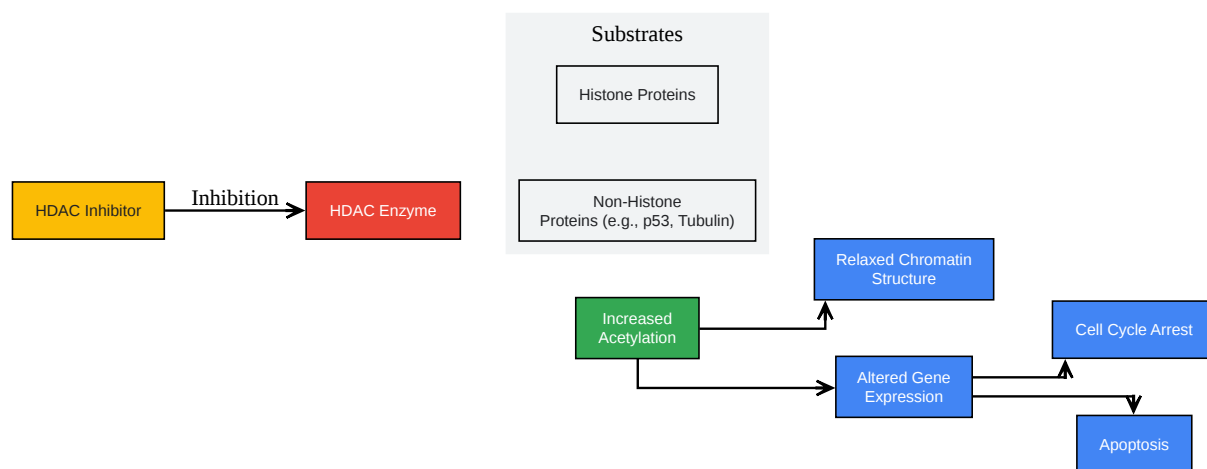 Substrates
Histone Proteins
HDAC Inhibitor
Inhibition
HDAC Enzyme
Non-Histone
Proteins (e.g., p53, Tubulin)
Relaxed Chromatin
Structure
Increased
Acetylation
Cell Cycle Arrest
Altered Gene
Expression
Apoptosis